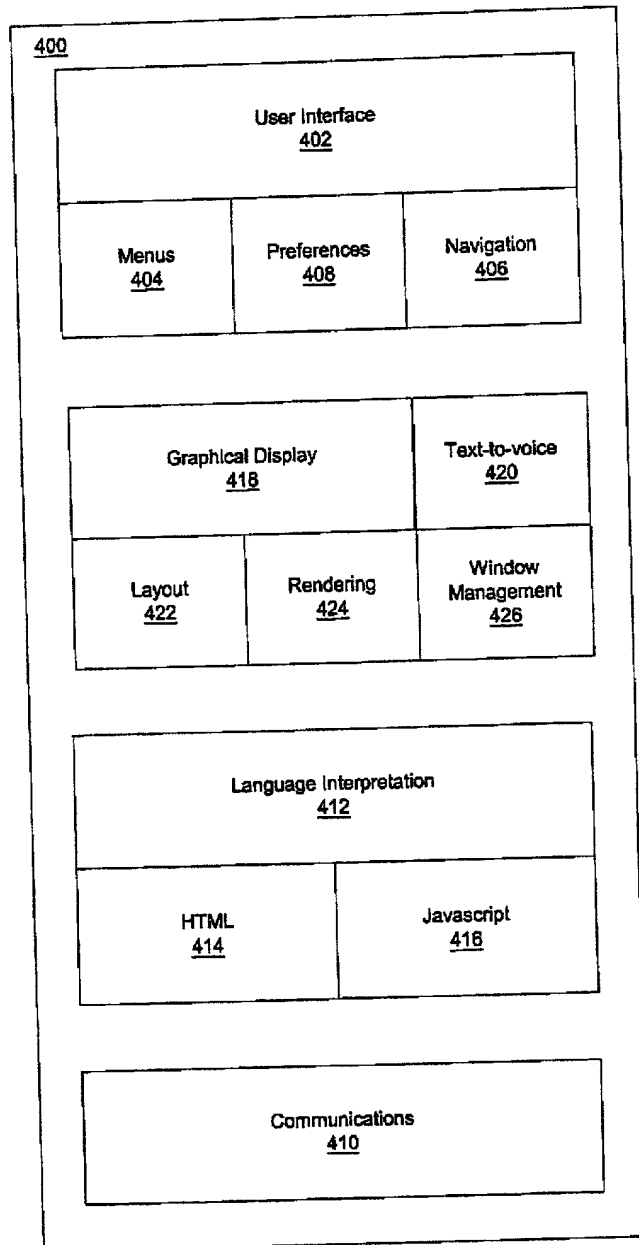 400
User Interface
402
Menus
404
Preferences
408
Navigation
406
Graphical Display
418
Text-to-voice
420
Layout
422
Rendering
424
Window
Management
426
Language Interpretation
412
HTML
414
Javascript
416
Communications
410